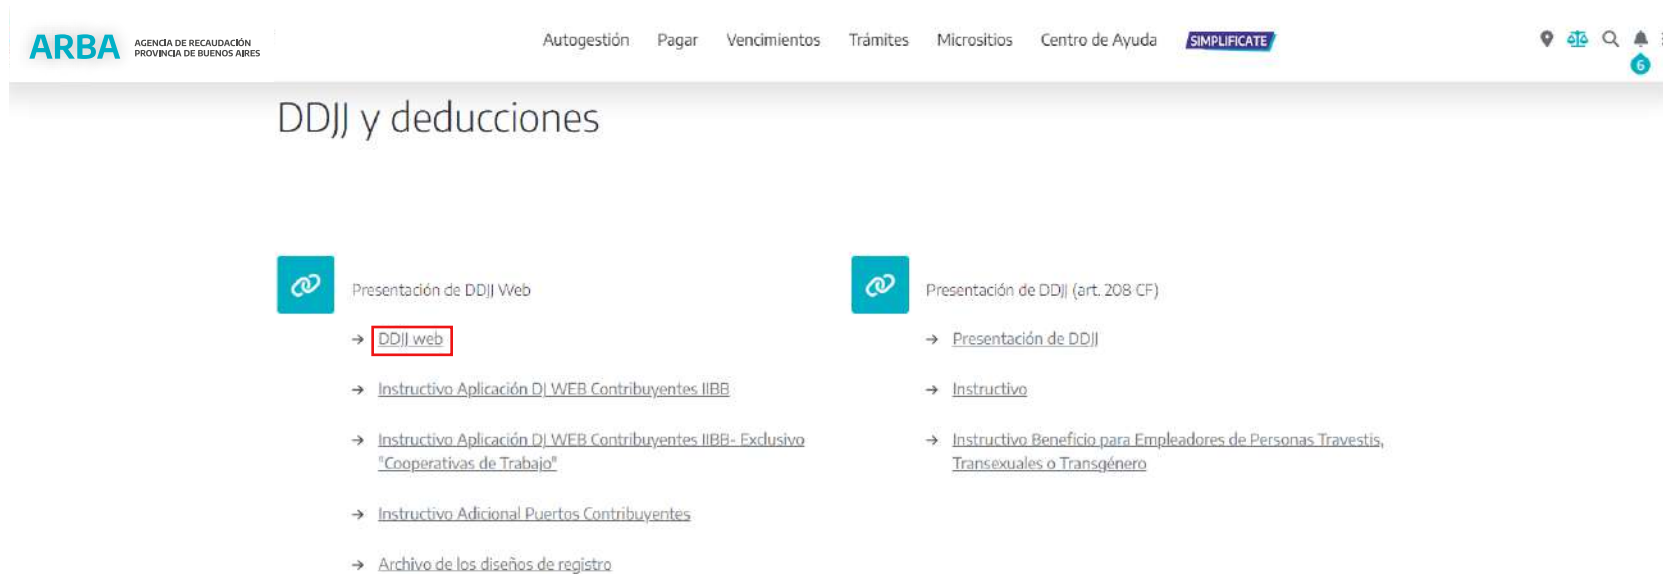 ARBA AGENCIA DE RECAUDACIÓN
PROVINCIA DE BUENOS AIRES
Autogestión Pagar Vencimientos Trámites Micrositios Centro de Ayuda SIMPLIFICATE
6
DDJJ y deducciones
Presentación de DDJJ Web
→ DDJJ web
→ Instructivo Aplicación DJ WEB Contribuyentes IIBB
→ Instructivo Aplicación DJ WEB Contribuyentes IIBB- Exclusivo
"Cooperativas de Trabajo"
→ Instructivo Adicional Puertos Contribuyentes
→ Archivo de los diseños de registro
Presentación de DDJJ (art. 208 CF)
→ Presentación de DDJJ
→ Instructivo
→ Instructivo Beneficio para Empleadores de Personas Travestis,
Transexuales o Transgénero